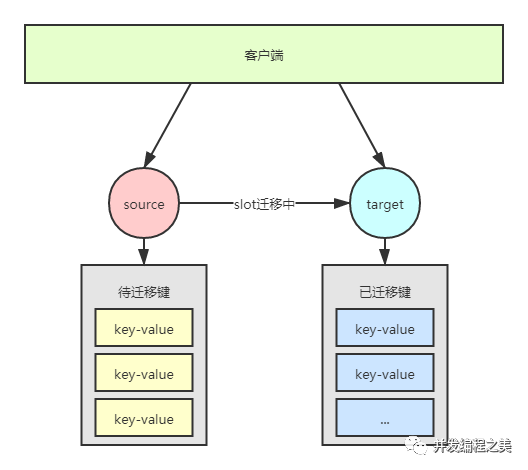 客户端
source
slot迁移中
target
待迁移键
已迁移键
key-value
key-value
key-value
key-value
key-value
...
并发编程之美